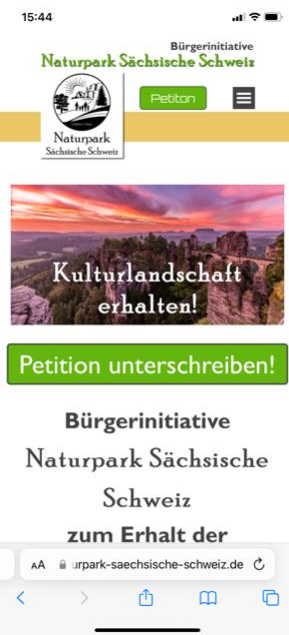 15:44
Bürgerinitiative
Naturpark Sächsische Schweiz
Petiton
Naturpark
Sächsische Schweiz
Kulturlandschaft
erhalten!
Petition unterschreiben!
Bürgerinitiative
Naturpark Sächsische
Schweiz
zum Erhalt der
AA urpark-saechsische-schweiz.de